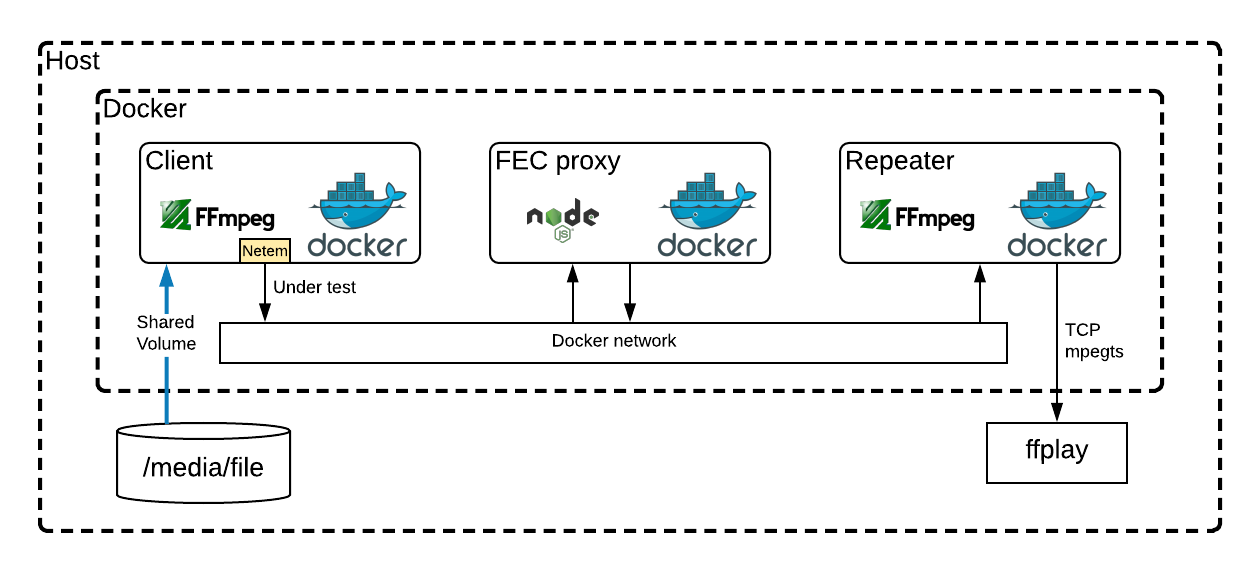 Host
Docker
Client
FFmpeg
docker
Netem
FEC proxy
node
JS
docker
Repeater
FFmpeg
docker
Under test
Shared
Volume
Docker network
TCP
mpegts
/media/file
ffplay